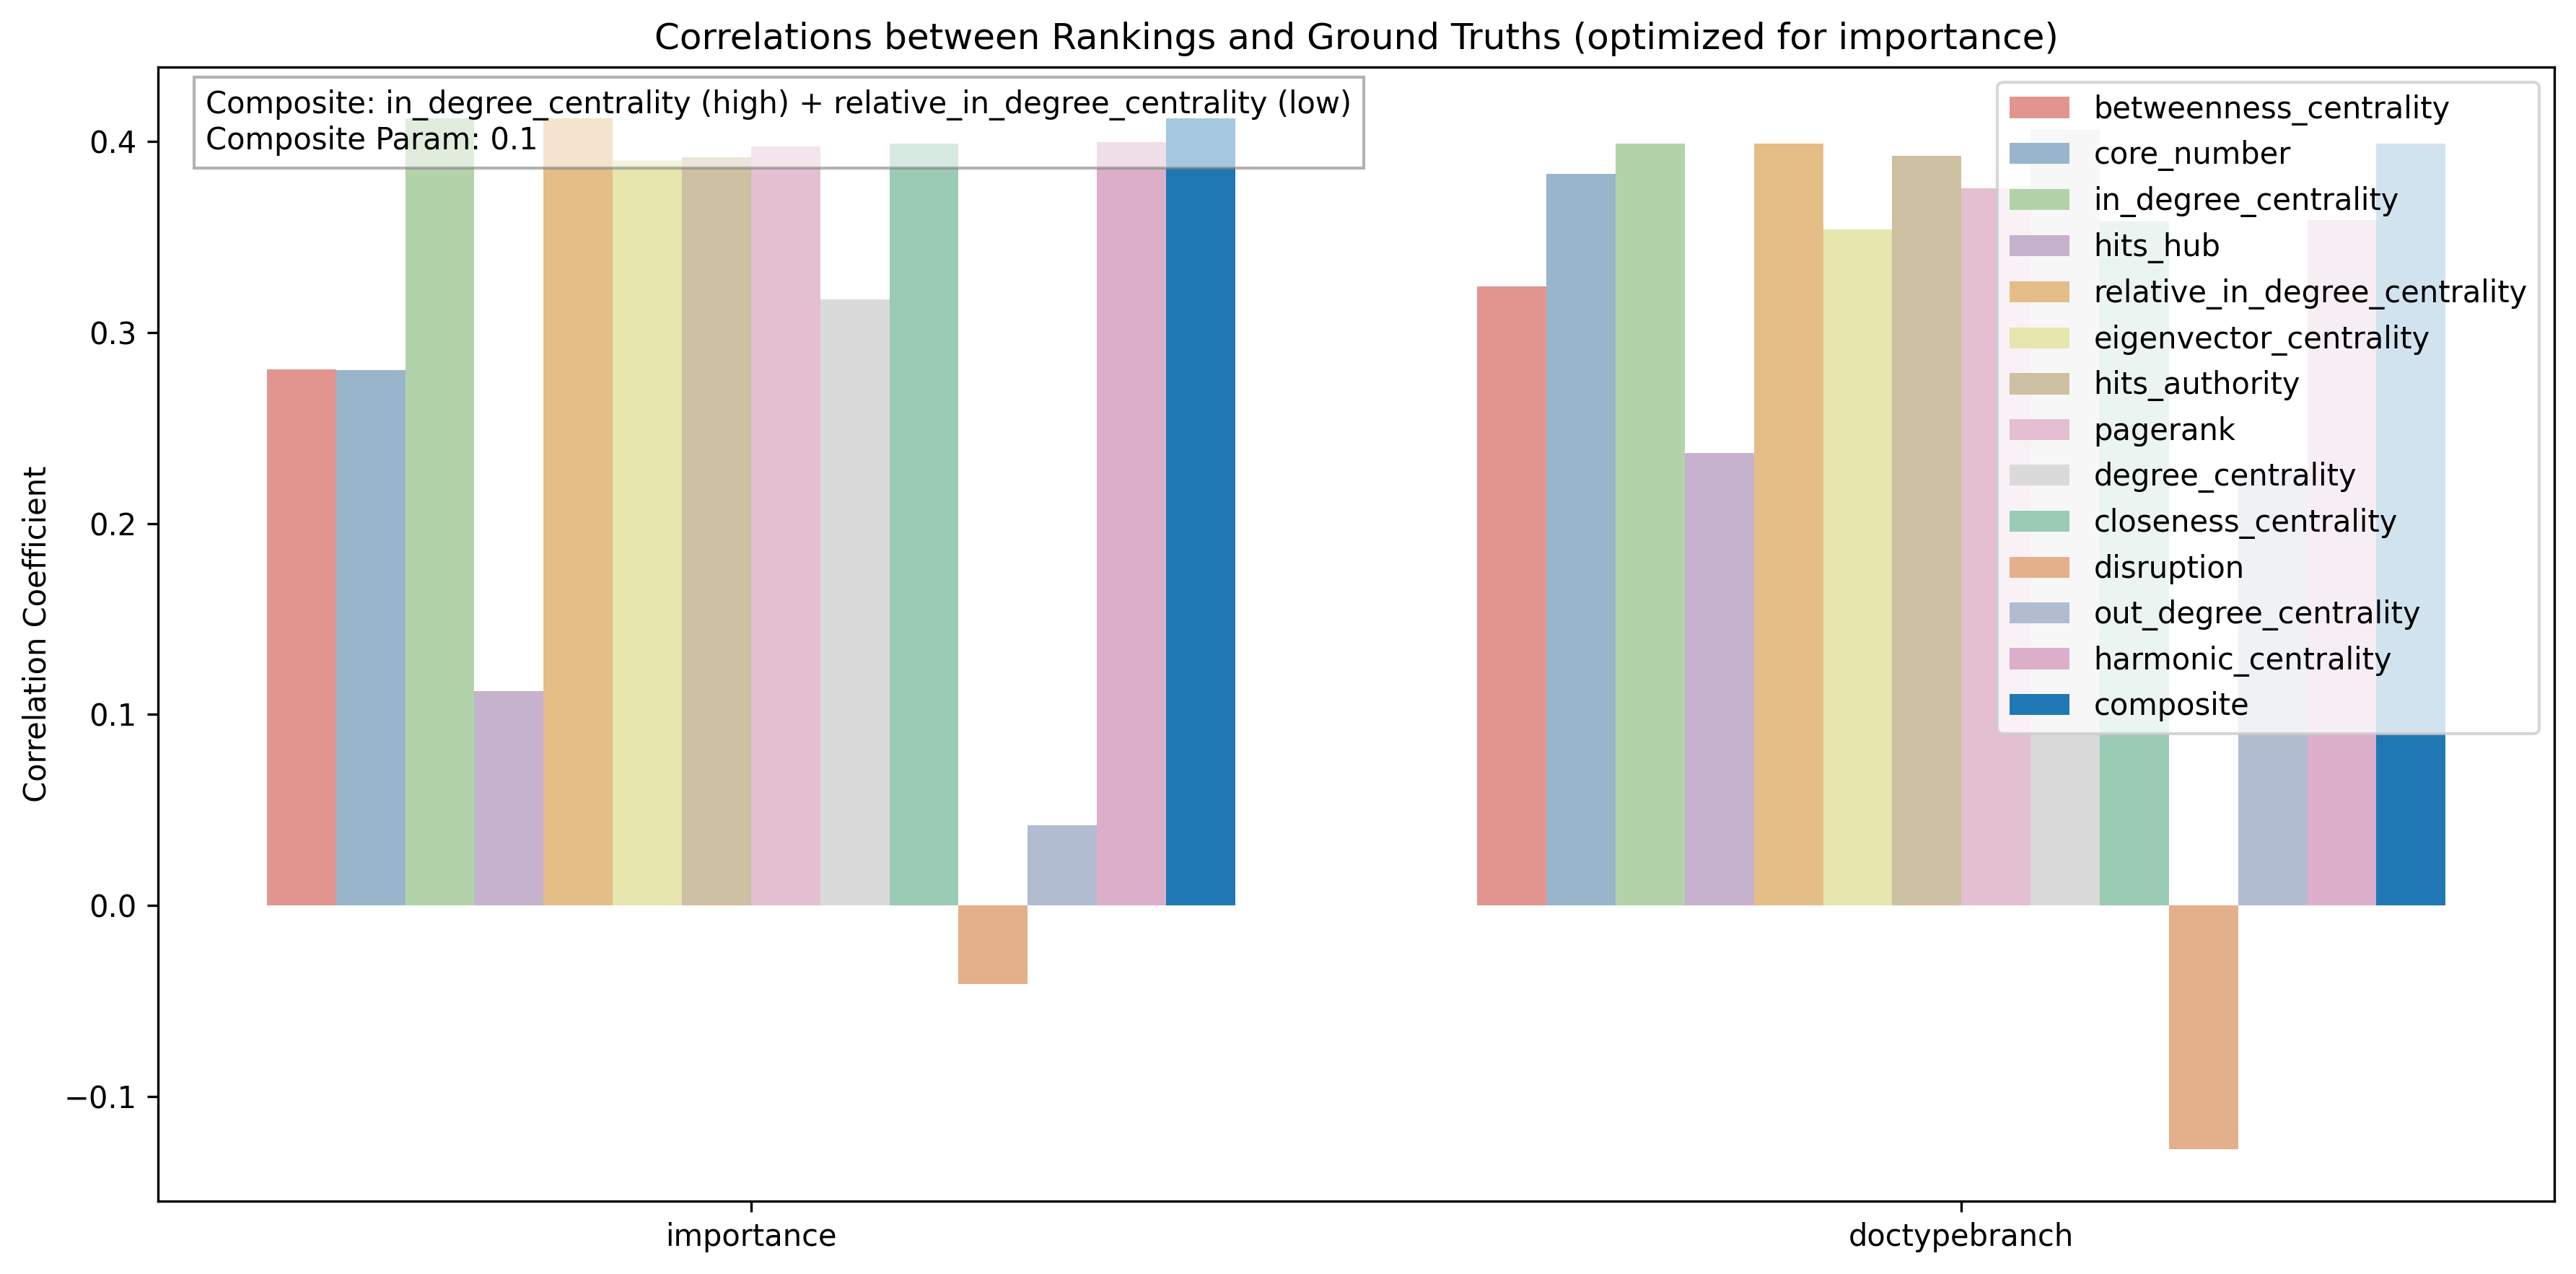 Correlations between Rankings and Ground Truths (optimized for importance)
Composite: in_degree_centrality (high) + relative_in_degree_centrality (low)
Composite Param: 0.1
betweenness_centrality
core_number
in_degree_centrality
hits_hub
relative_in_degree_centrality
eigenvector_centrality
hits_authority
pagerank
degree_centrality
closeness_centrality
disruption
out_degree_centrality
harmonic_centrality
composite
Correlation Coefficient
0.4
0.3
0.2
0.1
0.0
−0.1
importance
doctypebranch